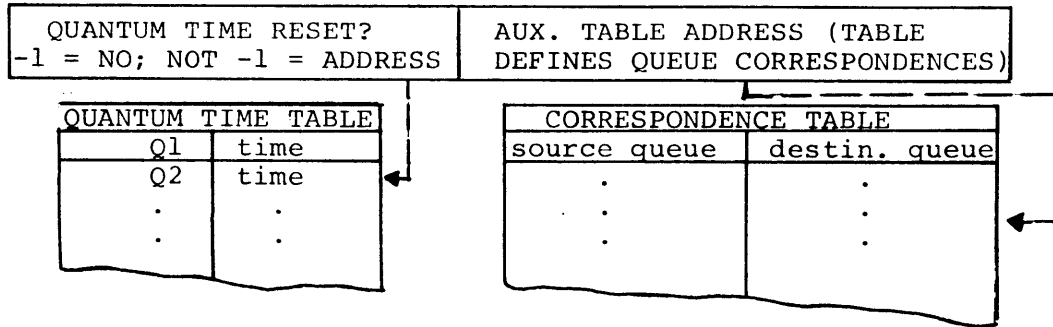 QUANTUM TIME RESET?
-1 = NO; NOT -1 = ADDRESS
AUX. TABLE ADDRESS (TABLE
DEFINES QUEUE CORRESPONDENCES)
QUANTUM TIME TABLE
Q1 time
Q2 time
. .
. .
CORRESPONDENCE TABLE
source queue destin. queue
. .
. .
. .